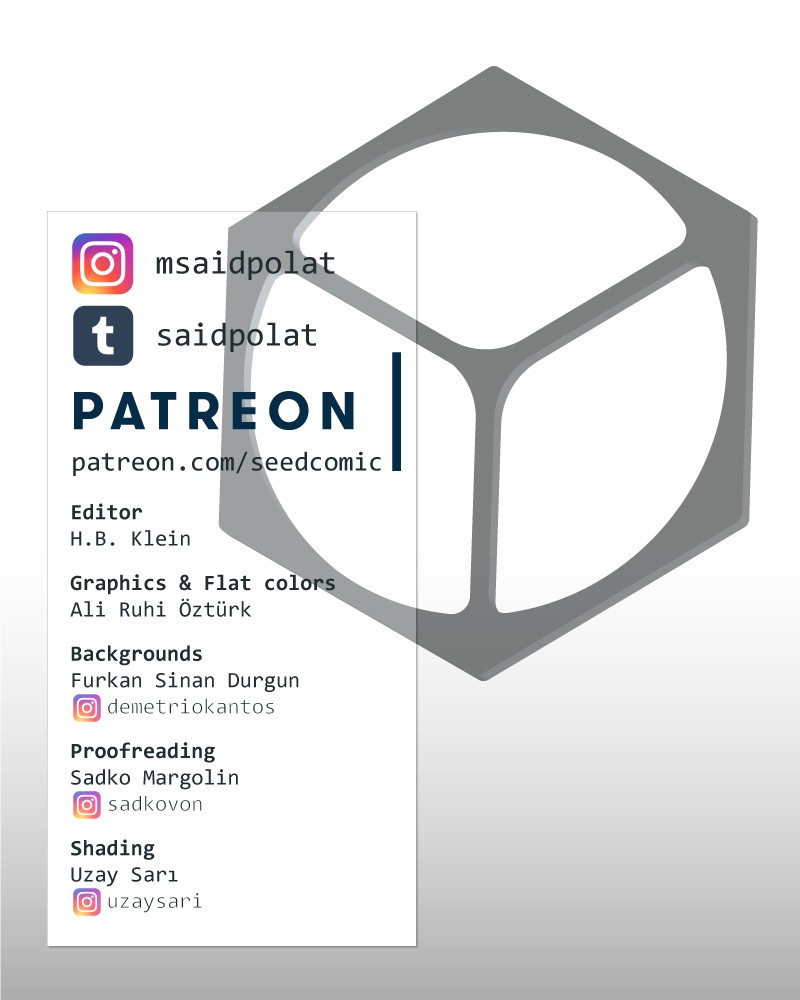 msaidpolat
t
saidpolat
PATREON
patreon.com/seedcomic
Editor
H.B. Klein
Graphics & Flat colors
Ali Ruhi Öztürk
Backgrounds
Furkan Sinan Durgun
demetriokantos
Proofreading
Sadko Margolin
sadkovon
Shading
Uzay Sarı
uzaysari